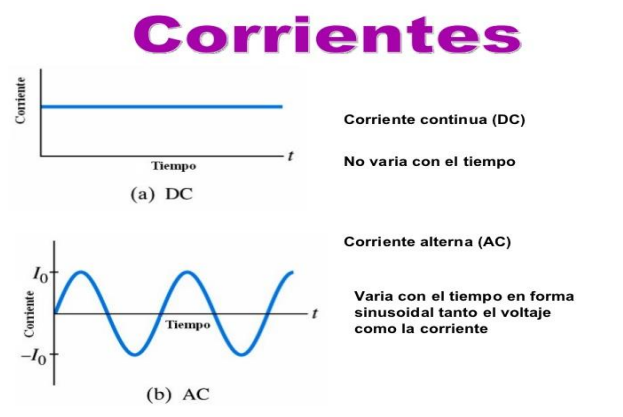 Corrientes
Corriente
Tiempo
t
(a) DC
Corriente continua (DC)
No varia con el tiempo
Corriente alterna (AC)
I₀
Corriente
−I₀
Tiempo
t
(b) AC
Varia con el tiempo en forma
sinusoidal tanto el voltaje
como la corriente